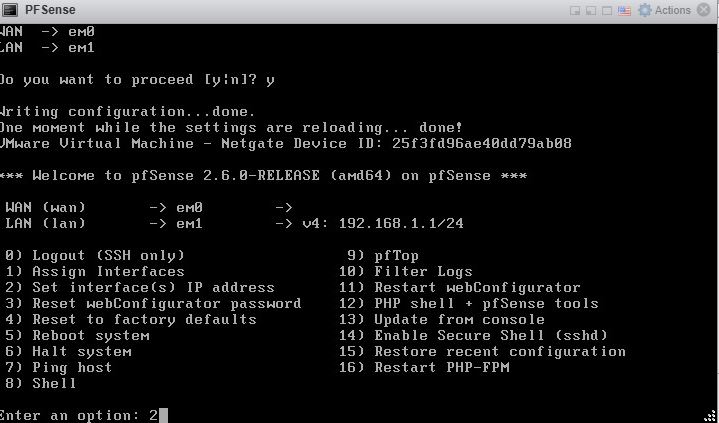 PFSense
Actions
WAN -> em0
LAN -> em1
Do you want to proceed [y|n]? y
Writing configuration...done.
One moment while the settings are reloading... done!
VMware Virtual Machine - Netgate Device ID: 25f3fd96ae40dd79ab08
*** Welcome to pfSense 2.6.0-RELEASE (amd64) on pfSense ***
WAN (wan) -> em0 ->
LAN (lan) -> em1 -> v4: 192.168.1.1/24
0) Logout (SSH only) 9) pfTop
1) Assign Interfaces 10) Filter Logs
2) Set interface(s) IP address 11) Restart webConfigurator
3) Reset webConfigurator password 12) PHP shell + pfSense tools
4) Reset to factory defaults 13) Update from console
5) Reboot system 14) Enable Secure Shell (sshd)
6) Halt system 15) Restore recent configuration
7) Ping host 16) Restart PHP-FPM
8) Shell
Enter an option: 2